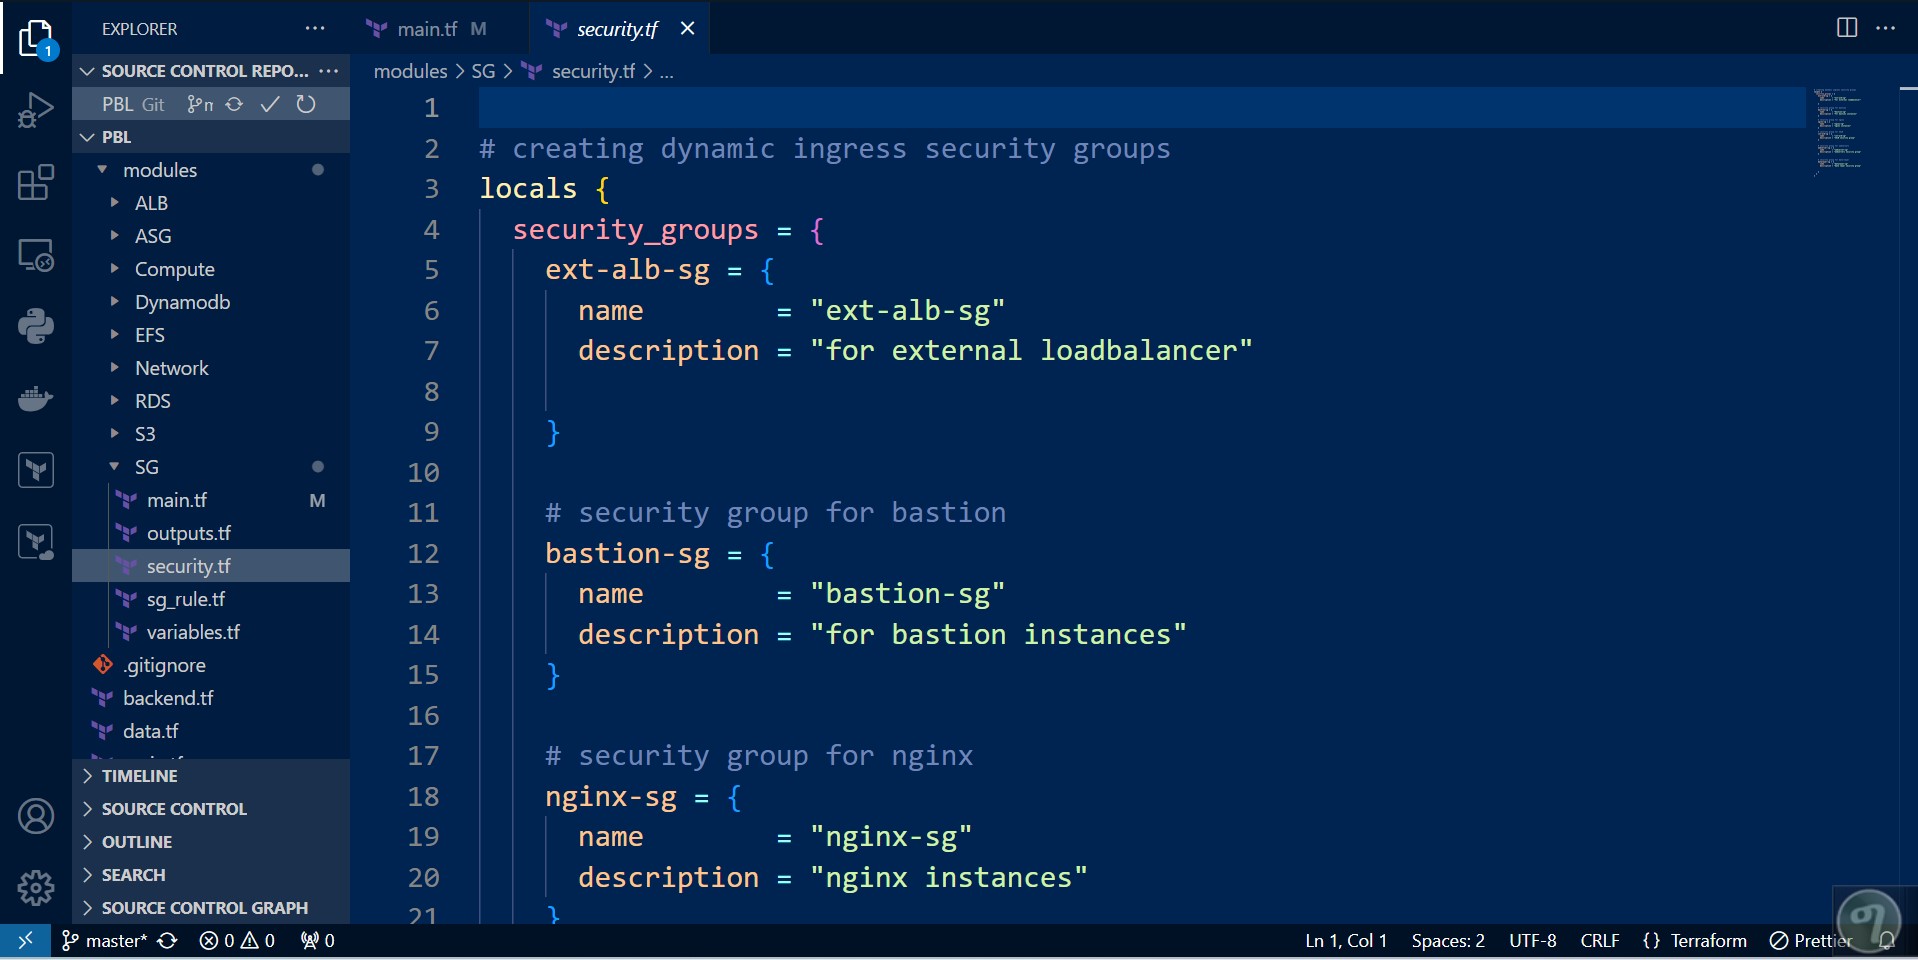 EXPLORER
SOURCE CONTROL REPO...
PBL Git
PBL
modules
ALB
ASG
Compute
Dynamodb
EFS
Network
RDS
S3
SG
main.tf M
outputs.tf
security.tf
sg_rule.tf
variables.tf
.gitignore
backend.tf
data.tf
TIMELINE
SOURCE CONTROL
OUTLINE
SEARCH
SOURCE CONTROL GRAPH
1
main.tf M
security.tf
modules > SG > security.tf > ...
1
2 # creating dynamic ingress security groups
3 locals {
4 security_groups = {
5 ext-alb-sg = {
6 name = "ext-alb-sg"
7 description = "for external loadbalancer"
8
9 }
10
11 # security group for bastion
12 bastion-sg = {
13 name = "bastion-sg"
14 description = "for bastion instances"
15 }
16
17 # security group for nginx
18 nginx-sg = {
19 name = "nginx-sg"
20 description = "nginx instances"
21 }
master* 0 0 0 Ln 1, Col 1 Spaces: 2 UTF-8 CRLF {} Terraform Prettier